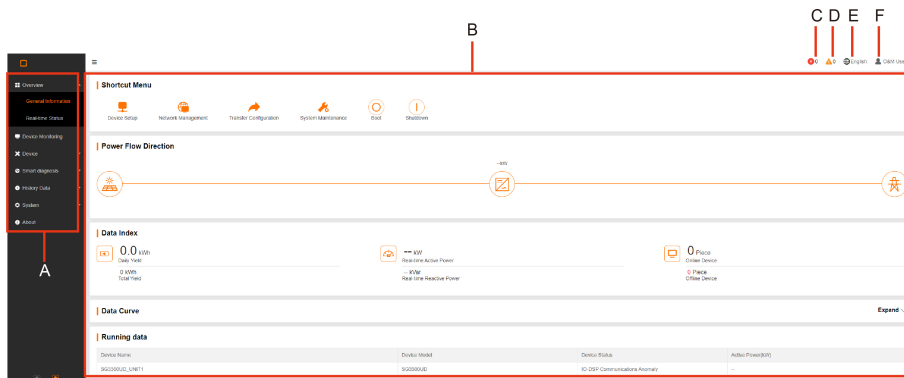 C D E F
B
0 0 English O&M User
Overview
General Information
Real-time Status
Device Monitoring
Device
Smart diagnosis
History Data
System
About
A
Shortcut Menu
Device Setup Network Management Transfer Configuration System Maintenance Boot Shutdown
Power Flow Direction
--kW
Data Index
0.0 kWh
Daily Yield
0 kWh
Total Yield
-- kW
Real-time Active Power
-- kVar
Real-time Reactive Power
0 Piece
Online Device
0 Piece
Offline Device
Data Curve Expand
Running data
Device Name Device Model Device Status Active Power(kW)
SG3300UD_UNIT1 SG3300UD IO-DSP Communications Anomaly --